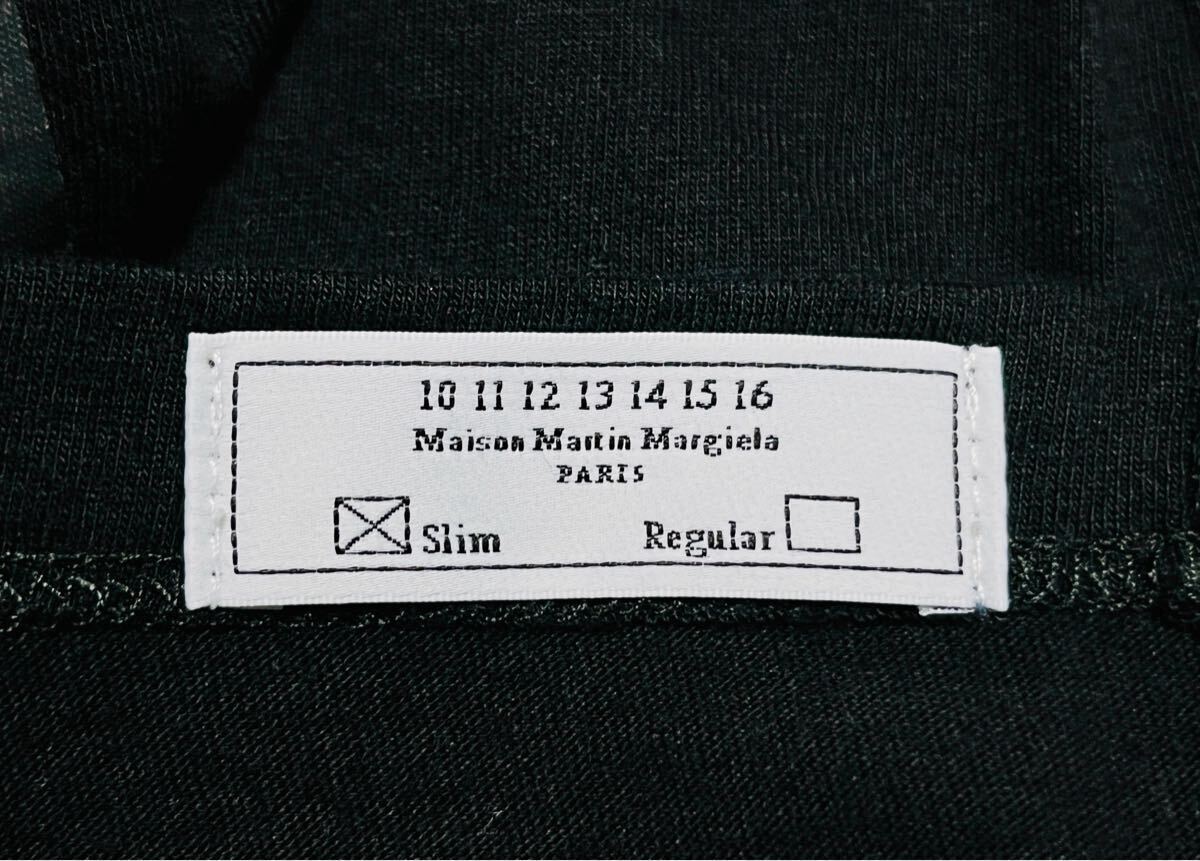 10 11 12 13 14 15 16
Maison Martin Margiela
PARIS
Slim Regular